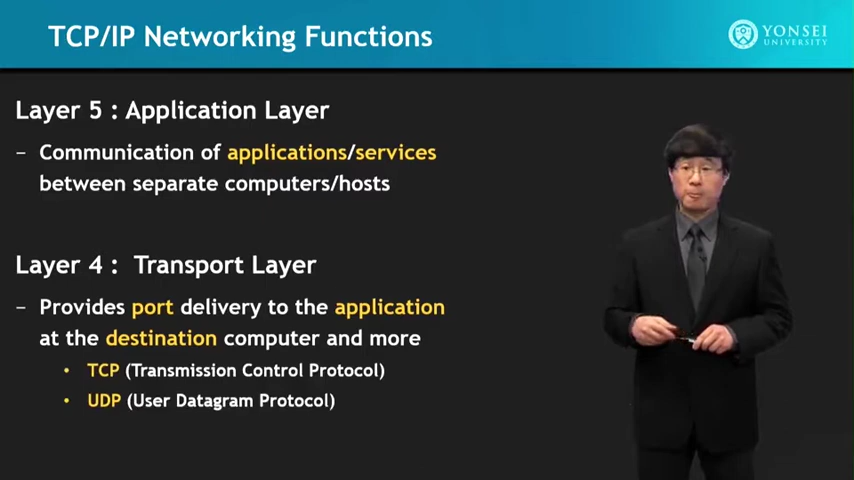 TCP/IP Networking Functions
YONSEI
UNIVERSITY
Layer 5 : Application Layer
– Communication of applications/services
between separate computers/hosts
Layer 4 : Transport Layer
– Provides port delivery to the application
at the destination computer and more
• TCP (Transmission Control Protocol)
• UDP (User Datagram Protocol)